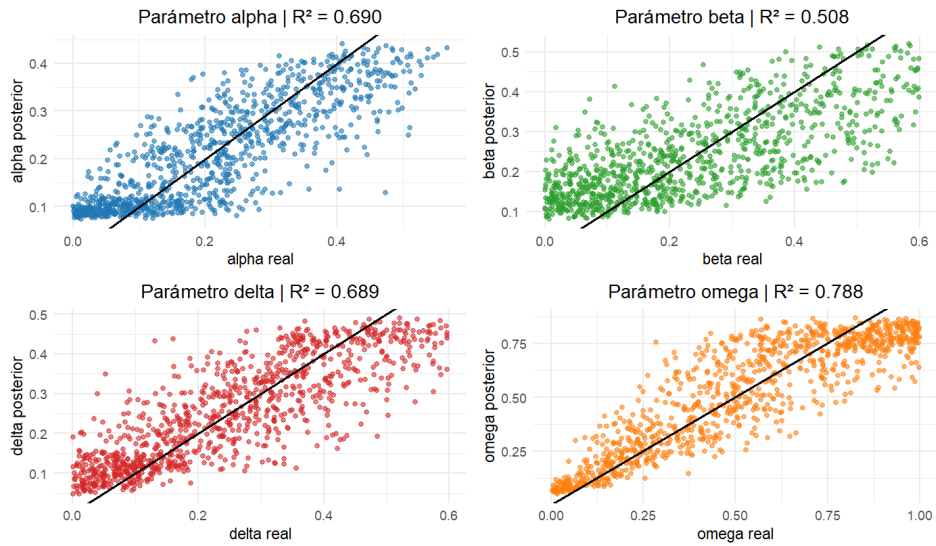 Parámetro alpha | R² = 0.690
alpha posterior
0.4
0.3
0.2
0.1
0.0 0.2 0.4
alpha real
Parámetro beta | R² = 0.508
beta posterior
0.5
0.4
0.3
0.2
0.1
0.0 0.2 0.4 0.6
beta real
Parámetro delta | R² = 0.689
delta posterior
0.5
0.4
0.3
0.2
0.1
0.0 0.2 0.4 0.6
delta real
Parámetro omega | R² = 0.788
omega posterior
0.75
0.50
0.25
0.00 0.25 0.50 0.75 1.00
omega real